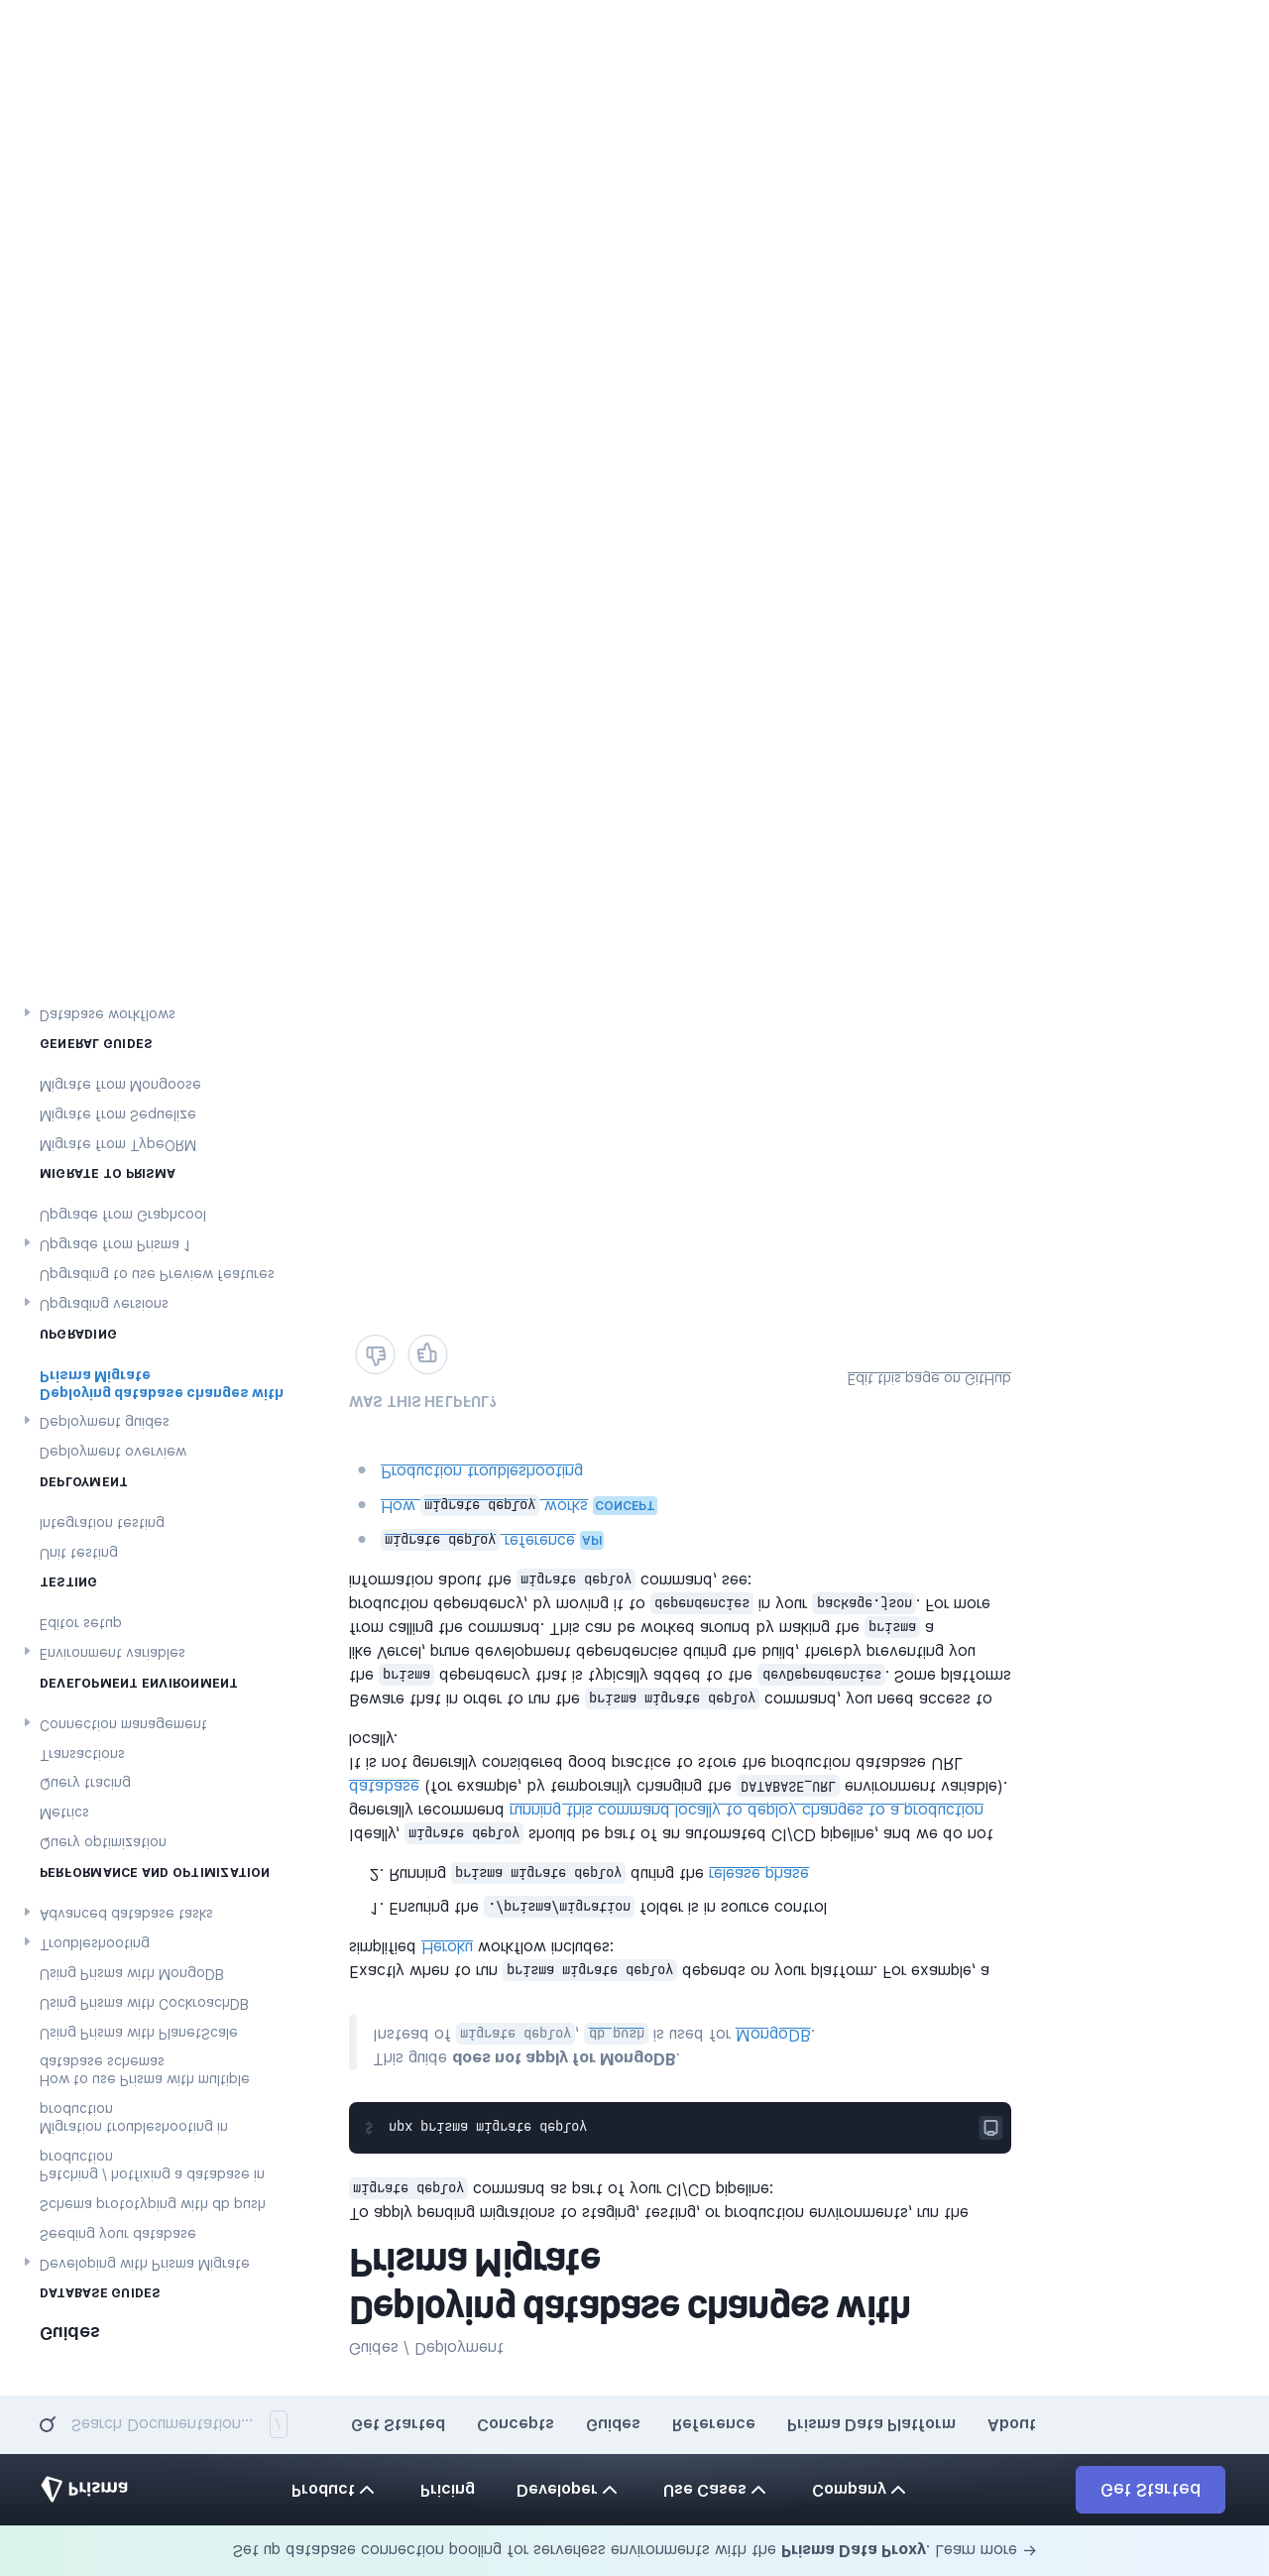 Set up database connection pooling for serverless environments with the Prisma Data Proxy. Learn more →
Prisma
Product
Pricing
Developer
Use Cases
Company
Get Started
Search Documentation... /
Get Started
Concepts
Guides
Reference
Prisma Data Platform
About
Guides
DATABASE GUIDES
Developing with Prisma Migrate
Seeding your database
Schema prototyping with db push
Patching / hotfixing a database in
production
Migration troubleshooting in
production
How to use Prisma with multiple
database schemas
Using Prisma with PlanetScale
Using Prisma with CockroachDB
Using Prisma with MongoDB
Troubleshooting
Advanced database tasks
PERFORMANCE AND OPTIMIZATION
Query optimization
Metrics
Query tracing
Transactions
Connection management
DEVELOPMENT ENVIRONMENT
Environment variables
Editor setup
TESTING
Unit testing
Integration testing
DEPLOYMENT
Deployment overview
Deployment guides
Deploying database changes with
Prisma Migrate
UPGRADING
Upgrading versions
Upgrading to use Preview features
Upgrade from Prisma 1
Upgrade from Graphcool
MIGRATE TO PRISMA
Migrate from TypeORM
Migrate from Sequelize
Migrate from Mongoose
GENERAL GUIDES
Database workflows
Guides / Deployment
Deploying database changes with
Prisma Migrate
To apply pending migrations to staging, testing, or production environments, run the
migrate deploy command as part of your CI/CD pipeline:
$ npx prisma migrate deploy
This guide does not apply for MongoDB.
Instead of migrate deploy, db push is used for MongoDB.
Exactly when to run prisma migrate deploy depends on your platform. For example, a
simplified Heroku workflow includes:
1. Ensuring the ./prisma/migration folder is in source control
2. Running prisma migrate deploy during the release phase
Ideally, migrate deploy should be part of an automated CI/CD pipeline, and we do not
generally recommend running this command locally to deploy changes to a production
database (for example, by temporarily changing the DATABASE_URL environment variable).
It is not generally considered good practice to store the production database URL
locally.
Beware that in order to run the prisma migrate deploy command, you need access to
the prisma dependency that is typically added to the devDependencies. Some platforms
like Vercel, prune development dependencies during the build, thereby preventing you
from calling the command. This can be worked around by making the prisma a
production dependency, by moving it to dependencies in your package.json. For more
information about the migrate deploy command, see:
migrate deploy reference API
How migrate deploy works CONCEPT
Production troubleshooting
WAS THIS HELPFUL?
Edit this page on GitHub